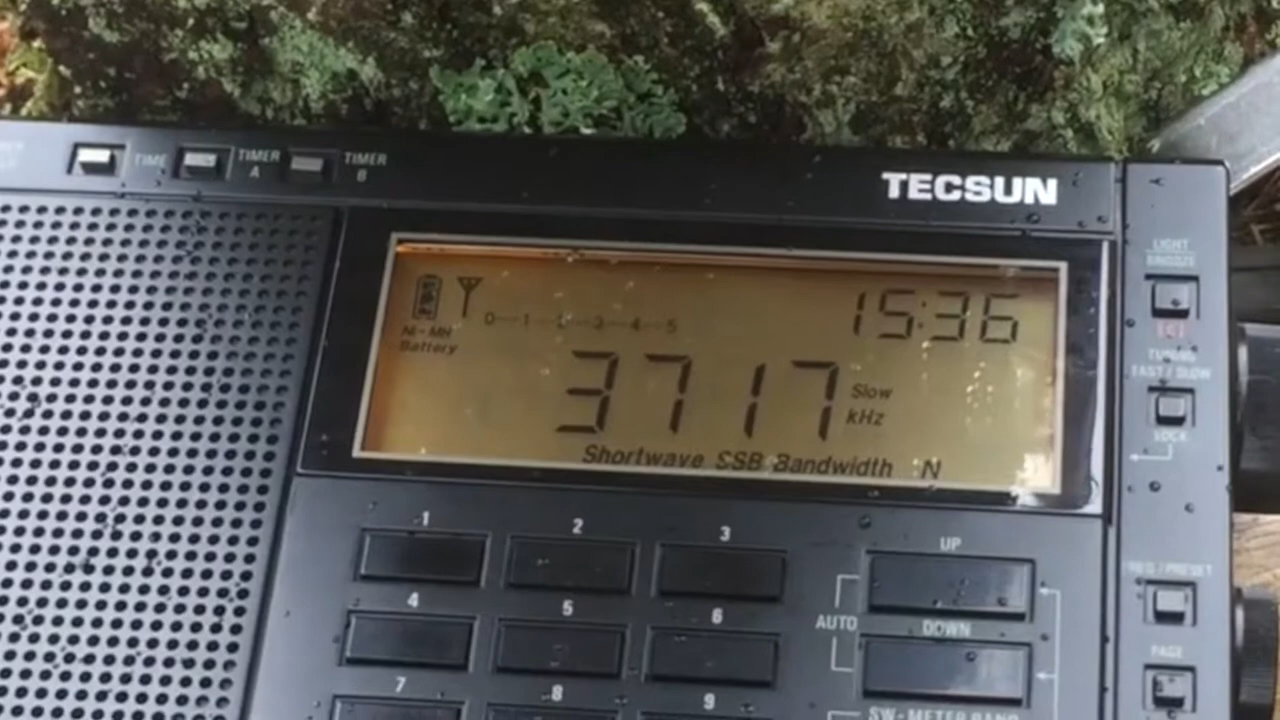 TIME
TIMER A
TIMER B
TECSUN
LIGHT
SNOOZE
15:36
0 1 2 3 4 5
Ni-MH
Battery
3717
Slow
kHz
Shortwave SSB Bandwidth N
TUNING
FAST / SLOW
LOCK
1 2 3
UP
4 5 6
AUTO
DOWN
PAGE
7 8 9
SW-METER BAND